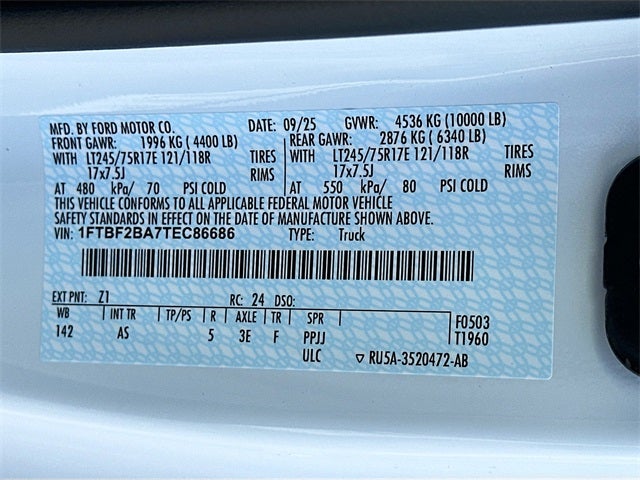 MFD. BY FORD MOTOR CO. DATE: 09/25 GVWR: 4536 KG (10000 LB)
FRONT GAWR: 1996 KG (4400 LB) REAR GAWR: 2876 KG (6340 LB)
WITH LT245/75R17E 121/118R TIRES WITH LT245/75R17E 121/118R TIRES
17x7.5J RIMS 17x7.5J RIMS
AT 480 kPa/ 70 PSI COLD AT 550 kPa/ 80 PSI COLD
THIS VEHICLE CONFORMS TO ALL APPLICABLE FEDERAL MOTOR VEHICLE
SAFETY STANDARDS IN EFFECT ON THE DATE OF MANUFACTURE SHOWN ABOVE.
VIN: 1FTBF2BA7TEC86686 TYPE: Truck
EXT PNT: Z1 RC: 24 DSO:
WB INT TR TP/PS R AXLE TR SPR F0503
142 AS 5 3E F PPJJ T1960
ULC ▽ RU5A-3520472-AB